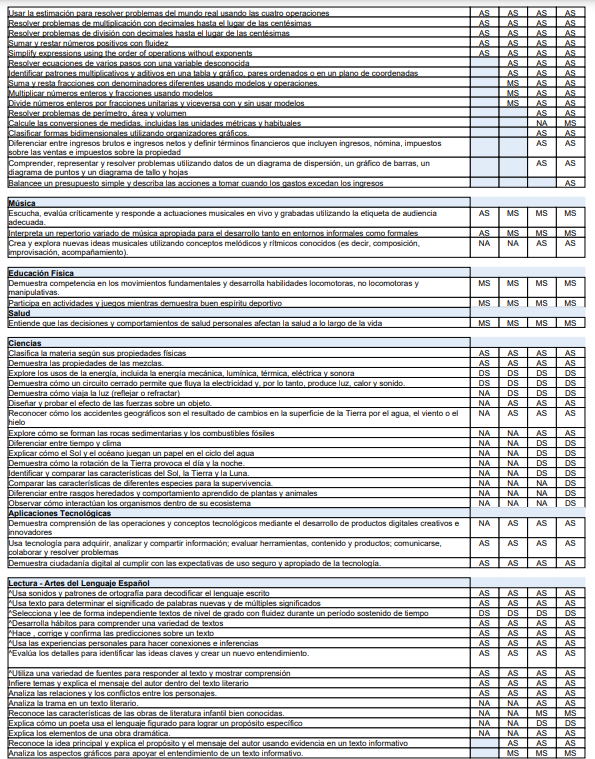 Usar la estimación para resolver problemas del mundo real usando las cuatro operaciones AS AS AS AS
Resolver problemas de multiplicación con decimales hasta el lugar de las centésimas AS AS AS AS
Resolver problemas de división con decimales hasta el lugar de las centésimas AS AS AS AS
Sumar y restar números positivos con fluidez AS AS AS AS
Simplify expressions using the order of operations without exponents AS AS AS AS
Resolver ecuaciones de varios pasos con una variable desconocida AS AS AS
Identificar patrones multiplicativos y aditivos en una tabla y gráfico, pares ordenados o en un plano de coordenadas AS AS AS
Suma y resta fracciones con denominadores diferentes usando modelos y operaciones. MS AS AS
Multiplicar números enteros y fracciones usando modelos MS AS AS
Divide números enteros por fracciones unitarias y viceversa con y sin usar modelos MS AS AS
Resolver problemas de perímetro, área y volumen AS AS
Calcule las conversiones de medidas, incluidas las unidades métricas y habituales NA MS
Clasificar formas bidimensionales utilizando organizadores gráficos. AS AS
Diferenciar entre ingresos brutos e ingresos netos y definir términos financieros que incluyen ingresos, nómina, impuesto AS AS
sobre las ventas e impuestos sobre la propiedad
Comprender, representar y resolver problemas utilizando datos de un diagrama de dispersión, un gráfico de barras, un AS AS
diagrama de puntos y un diagrama de tallo y hojas
Balancee un presupuesto simple y describa las acciones a tomar cuando los gastos excedan los ingresos AS
Música
Escucha, evalúa críticamente y responde a actuaciones musicales en vivo y grabadas utilizando la etiqueta de audiencia AS MS MS MS
adecuada.
Interpreta un repertorio variado de música apropiada para el desarrollo tanto en entornos informales como formales AS MS MS MS
Crea y explora nuevas ideas musicales utilizando conceptos melódicos y rítmicos conocidos (es decir, composición, NA NA AS AS
improvisación, acompañamiento).
Educación Física
Demuestra competencia en los movimientos fundamentales y desarrolla habilidades locomotoras, no locomotoras y MS MS MS MS
manipulativas.
Participa en actividades y juegos mientras demuestra buen espíritu deportivo MS MS MS MS
Salud
Entiende que las decisiones y comportamientos de salud personales afectan la salud a lo largo de la vida MS MS MS MS
Ciencias
Clasifica la materia según sus propiedades físicas AS AS AS AS
Demuestra las propiedades de las mezclas. AS AS AS AS
Explore los usos de la energía, incluida la energía mecánica, lumínica, térmica, eléctrica y sonora DS DS DS DS
Demuestra cómo un circuito cerrado permite que fluya la electricidad y, por lo tanto, produce luz, calor y sonido. DS DS DS DS
Demuestra cómo viaja la luz (reflejar o refractar) NA DS DS DS
Diseñar y probar el efecto de las fuerzas sobre un objeto. NA AS AS AS
Reconocer cómo los accidentes geográficos son el resultado de cambios en la superficie de la Tierra por el agua, el viento o el NA AS AS AS
hielo
Explore cómo se forman las rocas sedimentarias y los combustibles fósiles NA NA AS AS
Diferenciar entre tiempo y clima NA NA DS DS
Explicar cómo el Sol y el océano juegan un papel en el ciclo del agua NA NA DS DS
Demuestra cómo la rotación de la Tierra provoca el día y la noche. NA NA DS DS
Identificar y comparar las características del Sol, la Tierra y la Luna. NA NA DS DS
Comparar las características de diferentes especies para la supervivencia. NA NA NA DS
Diferenciar entre rasgos heredados y comportamiento aprendido de plantas y animales NA NA NA DS
Observar cómo interactúan los organismos dentro de su ecosistema NA NA NA DS
Aplicaciones Tecnológicas
Demuestra comprensión de las operaciones y conceptos tecnológicos mediante el desarrollo de productos digitales creativos e NA AS AS AS
innovadores
Usa tecnología para adquirir, analizar y compartir información; evaluar herramientas, contenido y productos; comunicarse, AS AS AS AS
colaborar y resolver problemas
Demuestra ciudadanía digital al cumplir con las expectativas de uso seguro y apropiado de la tecnología. AS AS AS AS
Lectura - Artes del Lenguaje Español
^Usa sonidos y patrones de ortografía para decodificar el lenguaje escrito AS AS AS AS
^Usa texto para determinar el significado de palabras nuevas y de múltiples significados AS AS AS AS
^Selecciona y lee de forma independiente textos de nivel de grado con fluidez durante un período sostenido de tiempo DS DS DS DS
^Desarrolla hábitos para comprender una variedad de textos AS AS AS AS
^Hace , corrige y confirma las predicciones sobre un texto AS AS AS AS
^Usa las experiencias personales para hacer conexiones e inferencias AS AS AS AS
^Evalúa los detalles para identificar las ideas claves y crear un nuevo entendimiento. AS AS AS AS
^Utiliza una variedad de fuentes para responder al texto y mostrar comprensión AS AS AS AS
Infiere temas y explica el mensaje del autor dentro del texto literario AS AS AS AS
Analiza las relaciones y los conflictos entre los personajes. AS AS AS AS
Analiza la trama en un texto literario. NA AS AS AS
Reconoce las características de las obras de literatura infantil bien conocidas. NA NA MS MS
Explica cómo un poeta usa el lenguaje figurado para lograr un propósito específico NA NA DS DS
Explica los elementos de una obra dramática. NA NA AS AS
Reconoce la idea principal y explica el propósito y el mensaje del autor usando evidencia en un texto informativo AS AS AS
Analiza los aspectos gráficos para apoyar el entendimiento de un texto informativo. MS MS MS